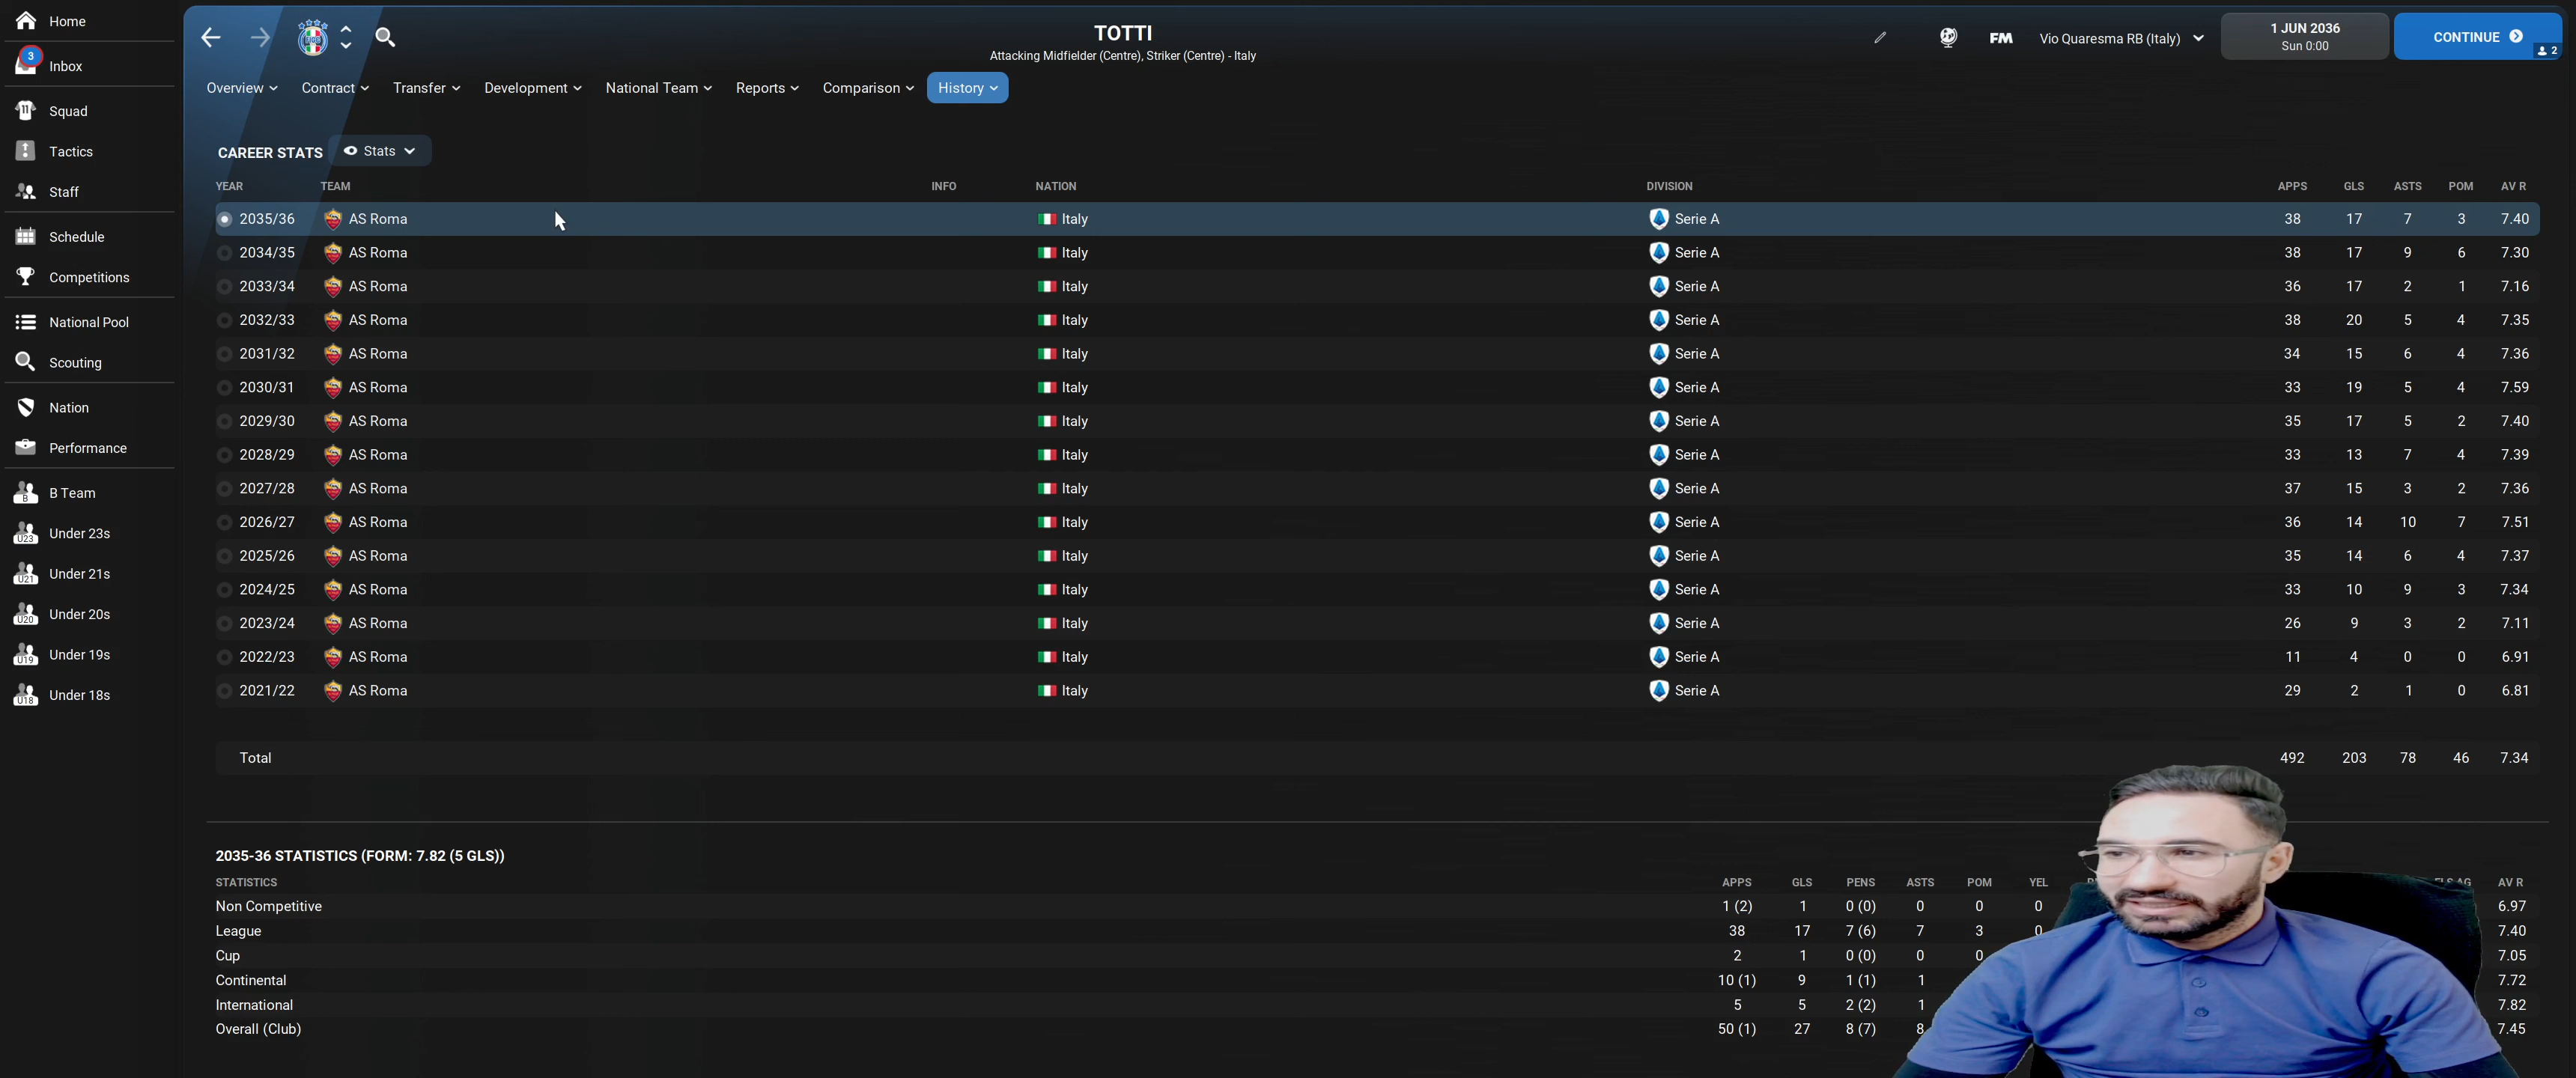 Home
3
Inbox
Squad
Tactics
Staff
Schedule
Competitions
National Pool
Scouting
Nation
Performance
B
B Team
U23
Under 23s
U21
Under 21s
U20
Under 20s
U19
Under 19s
U18
Under 18s
TOTTI
Attacking Midfielder (Centre), Striker (Centre) - Italy
FM
Vio Quaresma RB (Italy)
1 JUN 2036
Sun 0:00
CONTINUE
2
Overview Contract Transfer Development National Team Reports Comparison History
CAREER STATS Stats
YEAR TEAM INFO NATION DIVISION APPS GLS ASTS POM AV R
2035/36 AS Roma Italy Serie A 38 17 7 3 7.40
2034/35 AS Roma Italy Serie A 38 17 9 6 7.30
2033/34 AS Roma Italy Serie A 36 17 2 1 7.16
2032/33 AS Roma Italy Serie A 38 20 5 4 7.35
2031/32 AS Roma Italy Serie A 34 15 6 4 7.36
2030/31 AS Roma Italy Serie A 33 19 5 4 7.59
2029/30 AS Roma Italy Serie A 35 17 5 2 7.40
2028/29 AS Roma Italy Serie A 33 13 7 4 7.39
2027/28 AS Roma Italy Serie A 37 15 3 2 7.36
2026/27 AS Roma Italy Serie A 36 14 10 7 7.51
2025/26 AS Roma Italy Serie A 35 14 6 4 7.37
2024/25 AS Roma Italy Serie A 33 10 9 3 7.34
2023/24 AS Roma Italy Serie A 26 9 3 2 7.11
2022/23 AS Roma Italy Serie A 11 4 0 0 6.91
2021/22 AS Roma Italy Serie A 29 2 1 0 6.81
Total 492 203 78 46 7.34
2035-36 STATISTICS (FORM: 7.82 (5 GLS))
STATISTICS APPS GLS PENS ASTS POM YEL AV R
Non Competitive 1 (2) 1 0 (0) 0 0 0 6.97
League 38 17 7 (6) 7 3 0 7.40
Cup 2 1 0 (0) 0 0 7.05
Continental 10 (1) 9 1 (1) 1 7.72
International 5 5 2 (2) 1 7.82
Overall (Club) 50 (1) 27 8 (7) 8 7.45